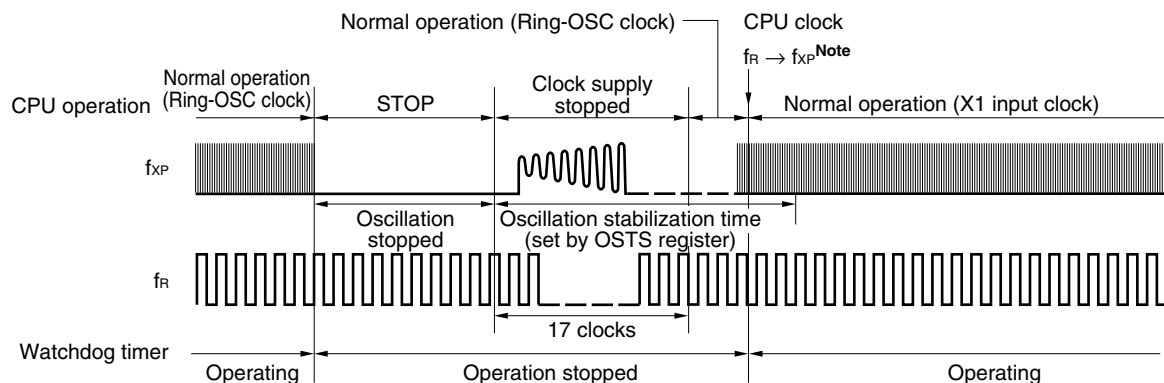 Normal operation (Ring-OSC clock)
CPU clock
fR → fXPNote
Normal operation
(Ring-OSC clock)
CPU operation
STOP
Clock supply
stopped
Normal operation (X1 input clock)
fXP
Oscillation
stopped
Oscillation stabilization time
(set by OSTS register)
fR
17 clocks
Watchdog timer
Operating
Operation stopped
Operating